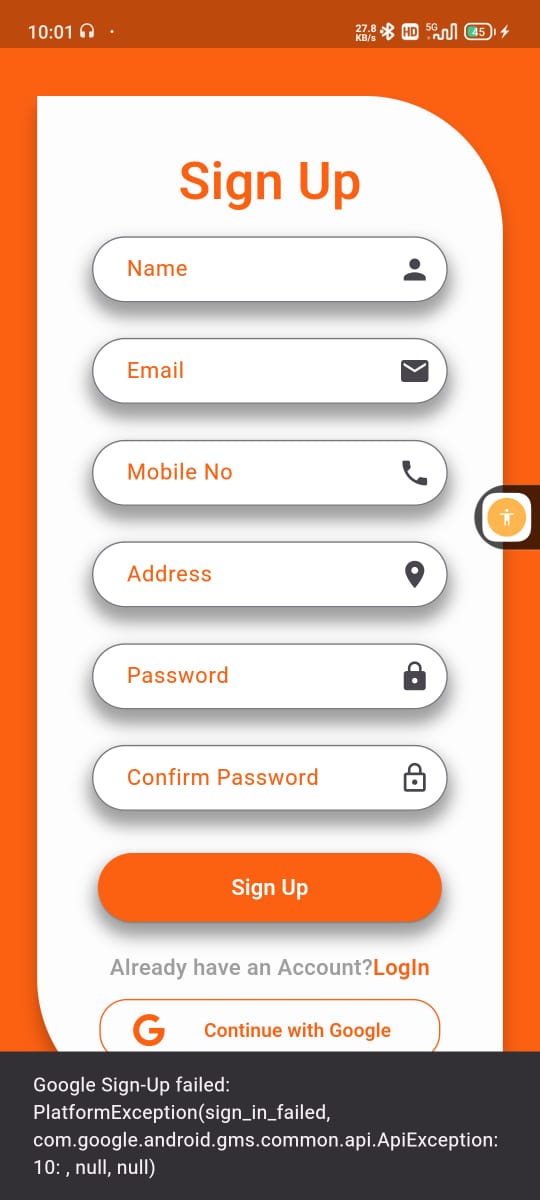 10:01
27.8
KB/s
HD
5G
45
Sign Up
Name
Email
Mobile No
Address
Password
Confirm Password
Sign Up
Already have an Account?LogIn
G Continue with Google
Google Sign-Up failed:
PlatformException(sign_in_failed,
com.google.android.gms.common.api.ApiException:
10: , null, null)